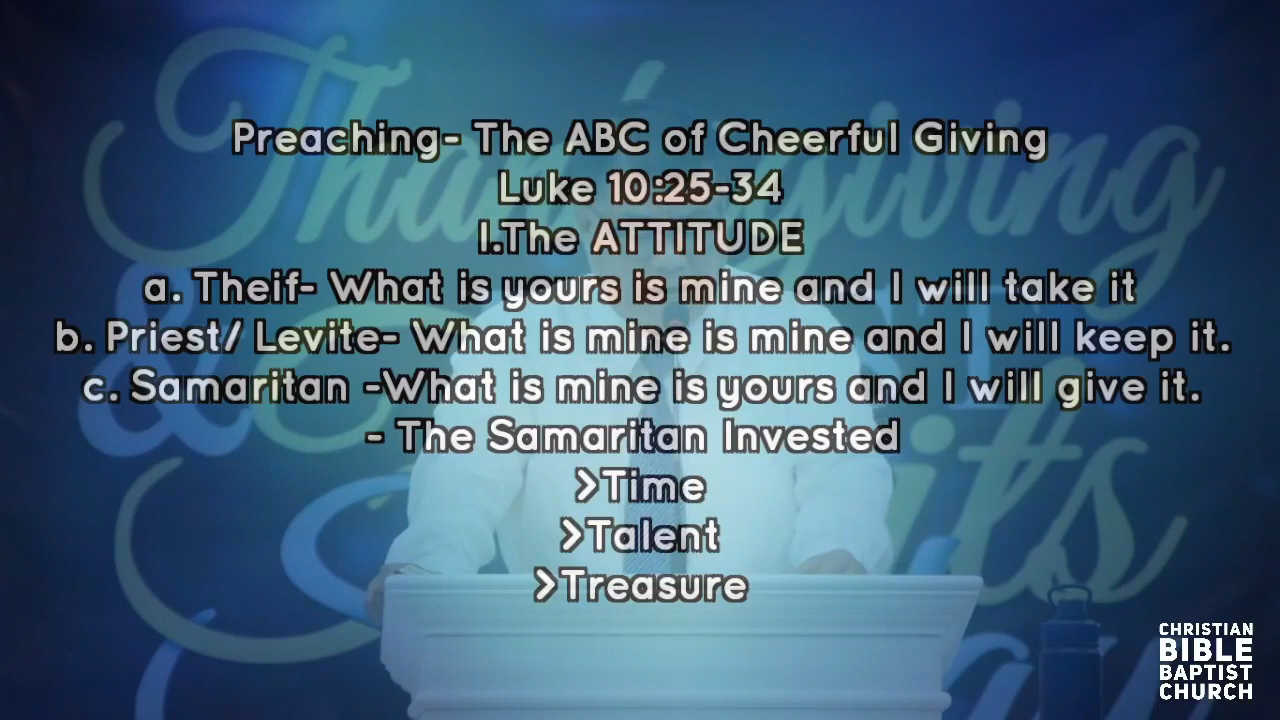 Preaching- The ABC of Cheerful Giving
Luke 10:25-34
I.The ATTITUDE
a. Theif- What is yours is mine and I will take it
b. Priest/ Levite- What is mine is mine and I will keep it.
c. Samaritan -What is mine is yours and I will give it.
- The Samaritan Invested
>Time
>Talent
>Treasure
Thanksgiving
&
CHRISTIAN
BIBLE
BAPTIST
CHURCH